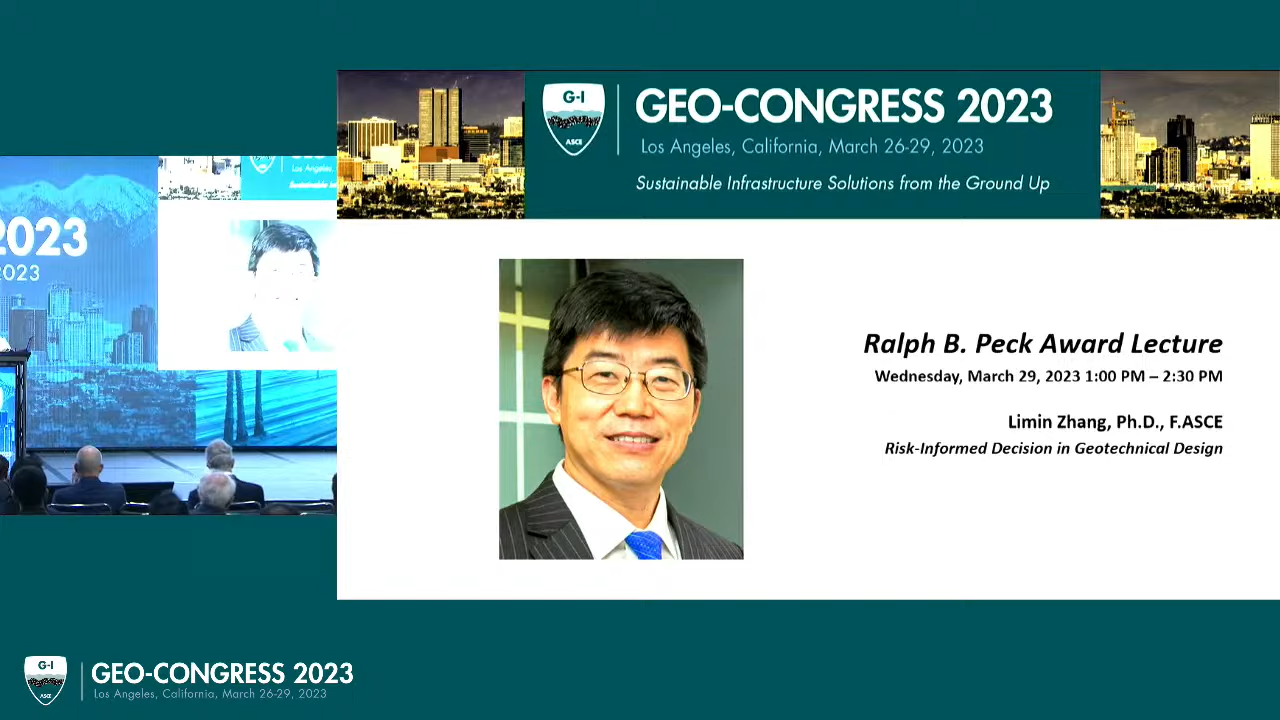 G-I
ASCE
GEO-CONGRESS 2023
Los Angeles, California, March 26-29, 2023
Sustainable Infrastructure Solutions from the Ground Up
2023
2023
Los Angeles,
Ralph B. Peck Award Lecture
Wednesday, March 29, 2023 1:00 PM – 2:30 PM
Limin Zhang, Ph.D., F.ASCE
Risk-Informed Decision in Geotechnical Design
G-I
ASCE
GEO-CONGRESS 2023
Los Angeles, California, March 26-29, 2023